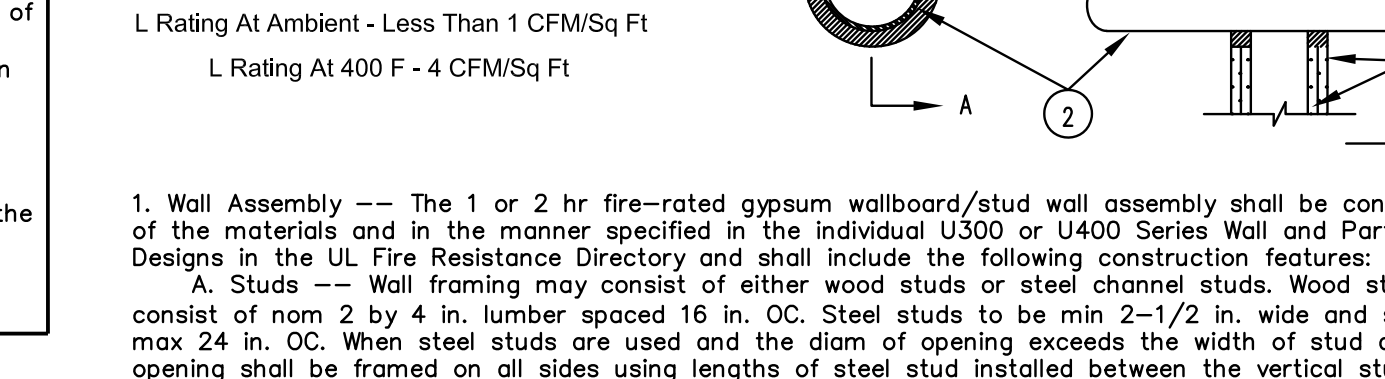 of
n
the
L Rating At Ambient - Less Than 1 CFM/Sq Ft
L Rating At 400 F - 4 CFM/Sq Ft
A
2
1. Wall Assembly –– The 1 or 2 hr fire–rated gypsum wallboard/stud wall assembly shall be con
of the materials and in the manner specified in the individual U300 or U400 Series Wall and Par
Designs in the UL Fire Resistance Directory and shall include the following construction features:
A. Studs –– Wall framing may consist of either wood studs or steel channel studs. Wood st
consist of nom 2 by 4 in. lumber spaced 16 in. OC. Steel studs to be min 2–1/2 in. wide and s
max 24 in. OC. When steel studs are used and the diam of opening exceeds the width of stud c
opening shall be framed on all sides using lengths of steel stud installed between the vertical stu